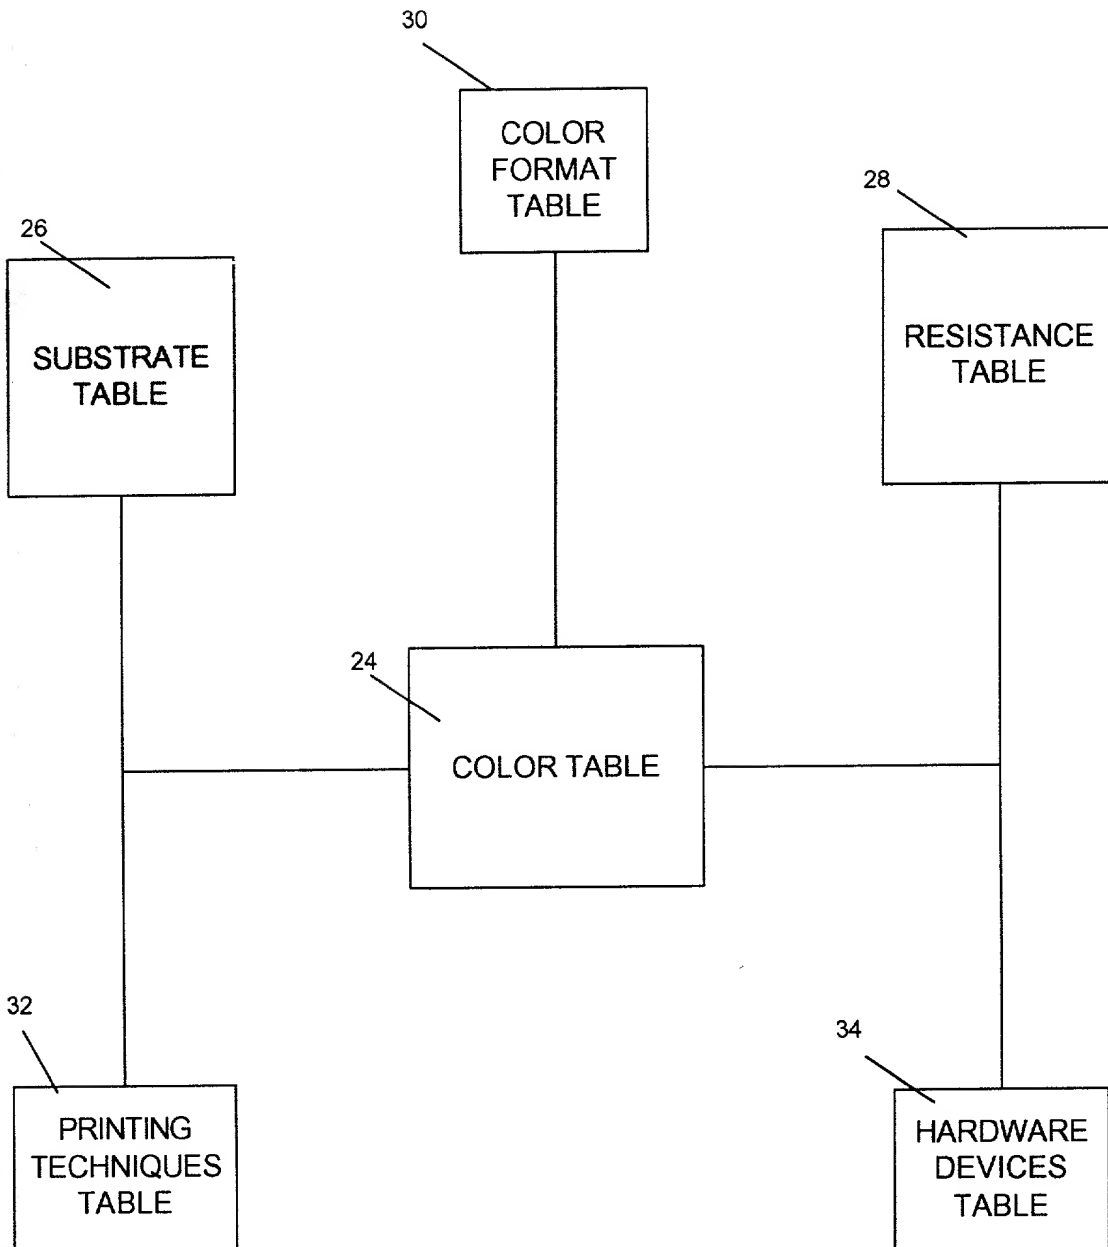 30
COLOR
FORMAT
TABLE
28
26
RESISTANCE
TABLE
SUBSTRATE
TABLE
24
COLOR TABLE
32
34
PRINTING
TECHNIQUES
TABLE
HARDWARE
DEVICES
TABLE